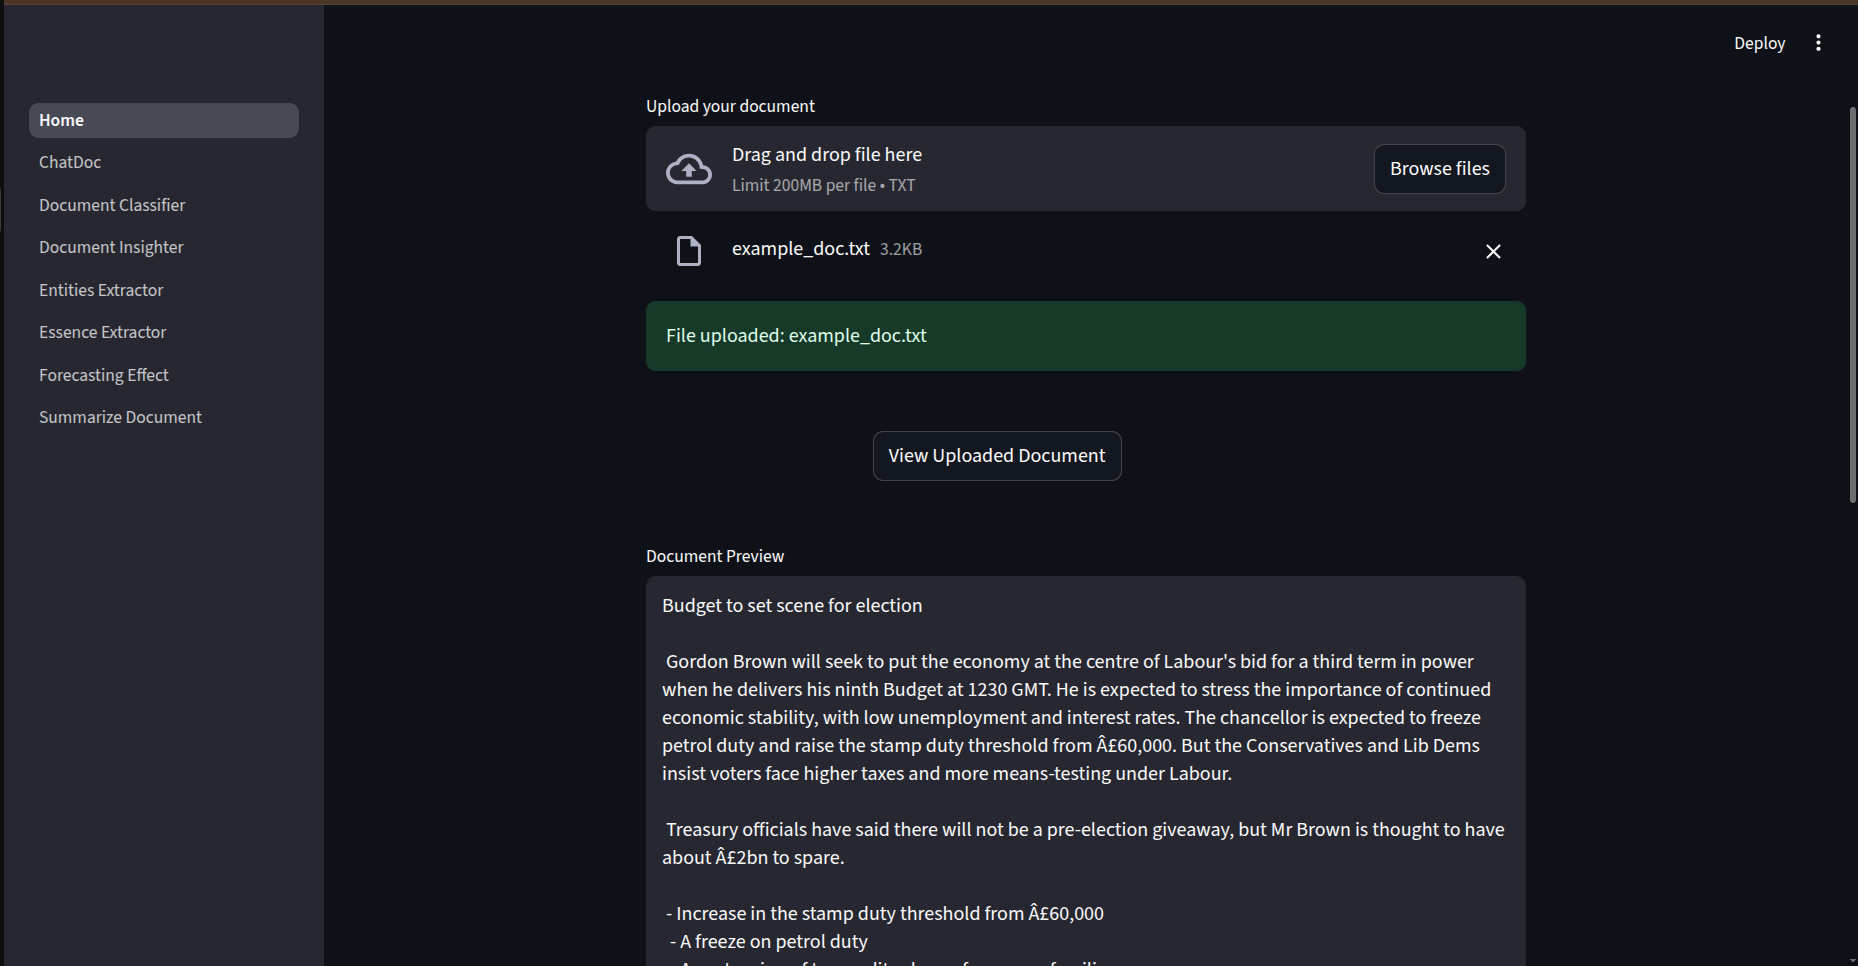 Deploy
Home
ChatDoc
Document Classifier
Document Insighter
Entities Extractor
Essence Extractor
Forecasting Effect
Summarize Document
Upload your document
Drag and drop file here
Limit 200MB per file • TXT
Browse files
example_doc.txt 3.2KB
File uploaded: example_doc.txt
View Uploaded Document
Document Preview
Budget to set scene for election
Gordon Brown will seek to put the economy at the centre of Labour's bid for a third term in power
when he delivers his ninth Budget at 1230 GMT. He is expected to stress the importance of continued
economic stability, with low unemployment and interest rates. The chancellor is expected to freeze
petrol duty and raise the stamp duty threshold from Â£60,000. But the Conservatives and Lib Dems
insist voters face higher taxes and more means-testing under Labour.
Treasury officials have said there will not be a pre-election giveaway, but Mr Brown is thought to have
about Â£2bn to spare.
- Increase in the stamp duty threshold from Â£60,000
- A freeze on petrol duty